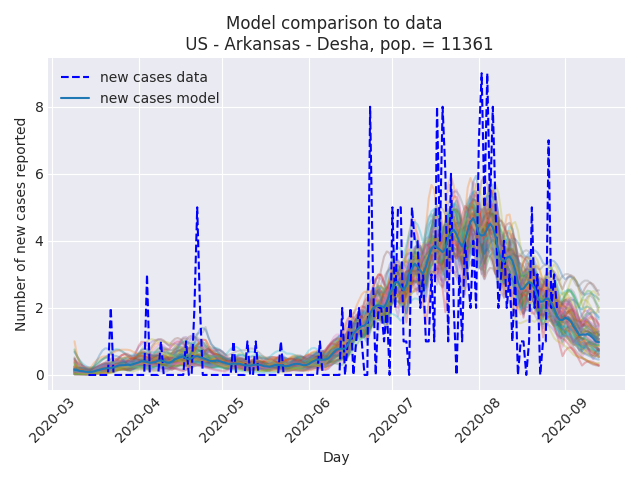 Model comparison to data
US - Arkansas - Desha, pop. = 11361
new cases data
new cases model
Number of new cases reported
8
6
4
2
0
2020-03
2020-04
2020-05
2020-06
2020-07
2020-08
2020-09
Day